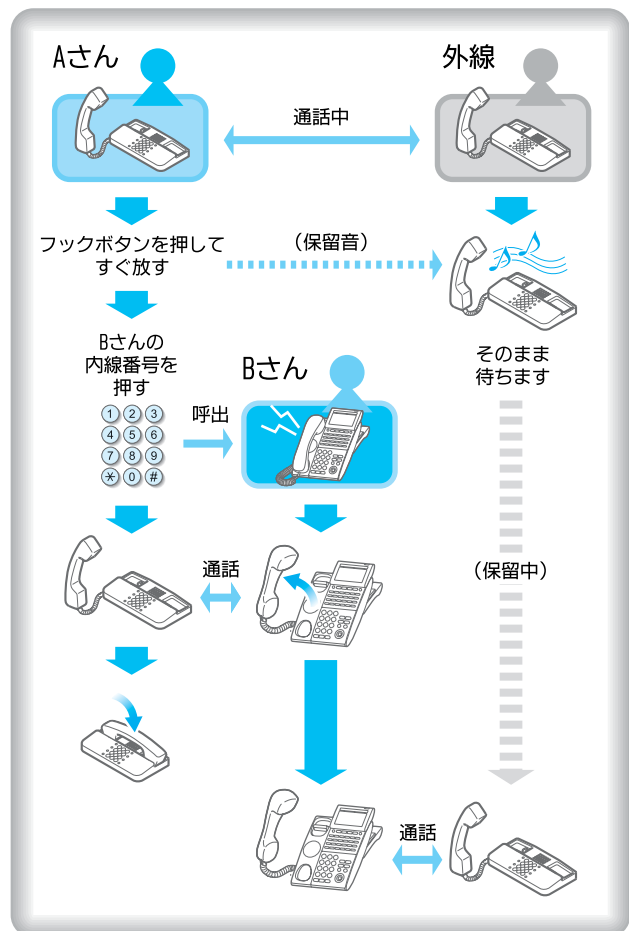 Aさん
外線
通話中
フックボタンを押して
すぐ放す
（保留音）
Bさんの
内線番号を
押す
1 2 3
4 5 6
7 8 9
* 0 #
呼出
Bさん
そのまま
待ちます
通話
（保留中）
通話